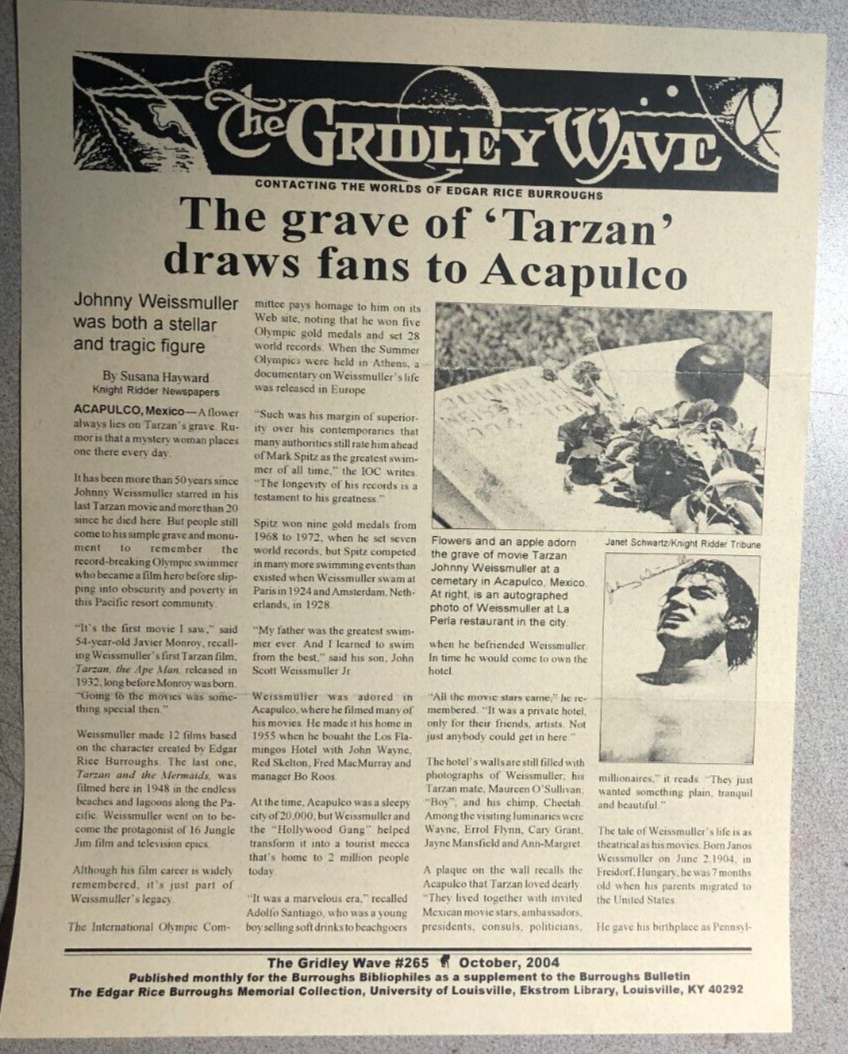 The GRIDLEY WAVE
CONTACTING THE WORLDS OF EDGAR RICE BURROUGHS
The grave of ‘Tarzan’
draws fans to Acapulco
Johnny Weissmuller
was both a stellar
and tragic figure
By Susana Hayward
Knight Ridder Newspapers
ACAPULCO, Mexico—A flower
always lies on Tarzan's grave. Ru-
mor is that a mystery woman places
one there every day.
It has been more than 50 years since
Johnny Weissmuller starred in his
last Tarzan movie and more than 20
since he died here. But people still
come to his simple grave and monu-
ment to remember the
record-breaking Olympic swimmer
who became a film hero before slip-
ping into obscurity and poverty in
this Pacific resort community.
“It's the first movie I saw,” said
54-year-old Javier Monroy, recall-
ing Weissmuller's first Tarzan film,
Tarzan, the Ape Man, released in
1932, long before Monroy was born.
“Going to the movies was some-
thing special then.”
Weissmuller made 12 films based
on the character created by Edgar
Rice Burroughs. The last one,
Tarzan and the Mermaids, was
filmed here in 1948 in the endless
beaches and lagoons along the Pa-
cific. Weissmuller went on to be-
come the protagonist of 16 Jungle
Jim film and television epics.
Although his film career is widely
remembered, it's just part of
Weissmuller's legacy.
The International Olympic Com-
mittee pays homage to him on its
Web site, noting that he won five
Olympic gold medals and set 28
world records. When the Summer
Olympics were held in Athens, a
documentary on Weissmuller's life
was released in Europe.
“Such was his margin of superior-
ity over his contemporaries that
many authorities still rate him ahead
of Mark Spitz as the greatest swim-
mer of all time,” the IOC writes.
“The longevity of his records is a
testament to his greatness.”
Spitz won nine gold medals from
1968 to 1972, when he set seven
world records, but Spitz competed
in many more swimming events than
existed when Weissmuller swam at
Paris in 1924 and Amsterdam, Neth-
erlands, in 1928.
“My father was the greatest swim-
mer ever. And I learned to swim
from the best,” said his son, John
Scott Weissmuller Jr.
Weissmuller was adored in
Acapulco, where he filmed many of
his movies. He made it his home in
1955 when he bouaht the Los Fla-
mingos Hotel with John Wayne,
Red Skelton, Fred MacMurray and
manager Bo Roos.
At the time, Acapulco was a sleepy
city of 20,000, but Weissmuller and
the “Hollywood Gang” helped
transform it into a tourist mecca
that's home to 2 million people
today.
“It was a marvelous era,” recalled
Adolfo Santiago, who was a young
boy selling soft drinks to beachgoers
Flowers and an apple adorn
the grave of movie Tarzan
Johnny Weissmuller at a
cemetary in Acapulco, Mexico.
At right, is an autographed
photo of Weissmuller at La
Perla restaurant in the city.
Janet Schwartz/Knight Ridder Tribune
Johnny Weissmuller
when he befriended Weissmuller.
In time he would come to own the
hotel.
“All the movie stars came,” he re-
membered. “It was a private hotel,
only for their friends, artists. Not
just anybody could get in here.”
The hotel's walls are still filled with
photographs of Weissmuller; his
Tarzan mate, Maureen O'Sullivan;
“Boy”; and his chimp, Cheetah.
Among the visiting luminaries were
Wayne, Errol Flynn, Cary Grant,
Jayne Mansfield and Ann-Margret.
A plaque on the wall recalls the
Acapulco that Tarzan loved dearly.
“They lived together with invited
Mexican movie stars, ambassadors,
presidents, consuls, politicians,
millionaires,” it reads. “They just
wanted something plain, tranquil
and beautiful.”
The tale of Weissmuller's life is as
theatrical as his movies. Born Janos
Weissmuller on June 2,1904, in
Freidorf, Hungary, he was 7 months
old when his parents migrated to
the United States.
He gave his birthplace as Pennsyl-
The Gridley Wave #265 October, 2004
Published monthly for the Burroughs Bibliophiles as a supplement to the Burroughs Bulletin
The Edgar Rice Burroughs Memorial Collection, University of Louisville, Ekstrom Library, Louisville, KY 40292